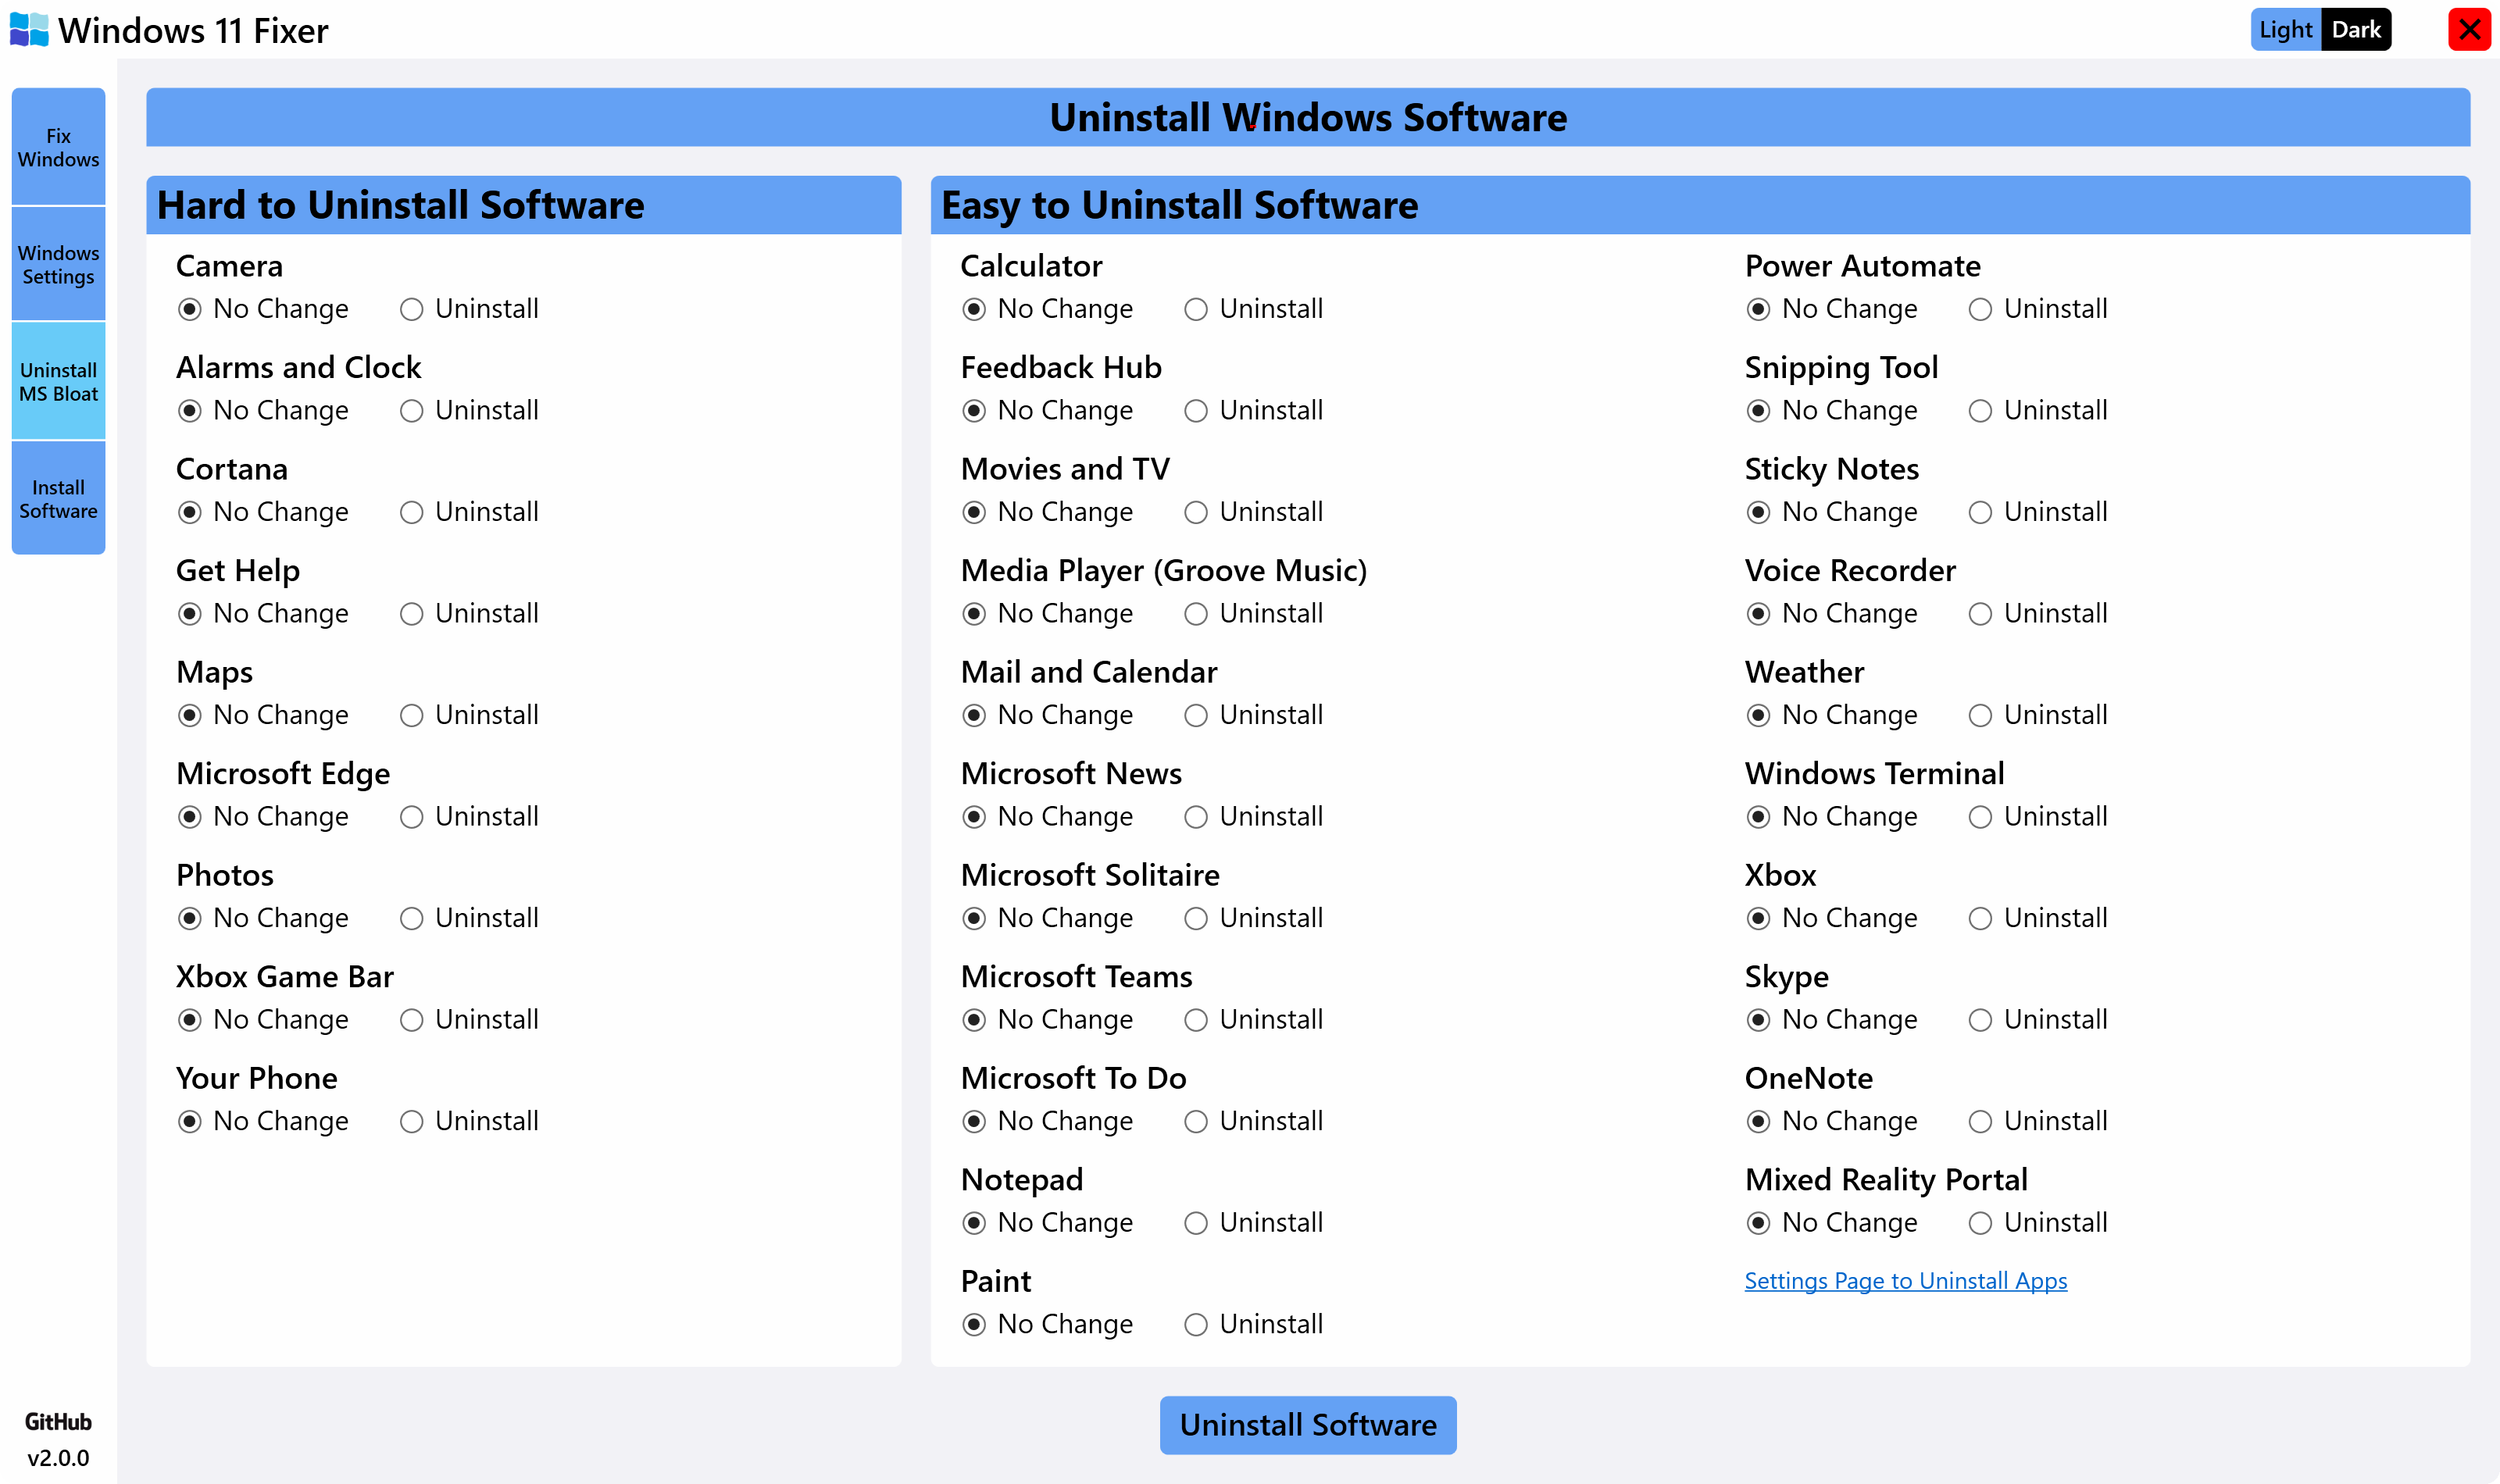 Windows 11 Fixer
Light Dark
Fix
Windows
Windows
Settings
Uninstall
MS Bloat
Install
Software
GitHub
v2.0.0
Uninstall Windows Software
Hard to Uninstall Software
Camera
No Change Uninstall
Alarms and Clock
No Change Uninstall
Cortana
No Change Uninstall
Get Help
No Change Uninstall
Maps
No Change Uninstall
Microsoft Edge
No Change Uninstall
Photos
No Change Uninstall
Xbox Game Bar
No Change Uninstall
Your Phone
No Change Uninstall
Easy to Uninstall Software
Calculator
No Change Uninstall
Feedback Hub
No Change Uninstall
Movies and TV
No Change Uninstall
Media Player (Groove Music)
No Change Uninstall
Mail and Calendar
No Change Uninstall
Microsoft News
No Change Uninstall
Microsoft Solitaire
No Change Uninstall
Microsoft Teams
No Change Uninstall
Microsoft To Do
No Change Uninstall
Notepad
No Change Uninstall
Paint
No Change Uninstall
Power Automate
No Change Uninstall
Snipping Tool
No Change Uninstall
Sticky Notes
No Change Uninstall
Voice Recorder
No Change Uninstall
Weather
No Change Uninstall
Windows Terminal
No Change Uninstall
Xbox
No Change Uninstall
Skype
No Change Uninstall
OneNote
No Change Uninstall
Mixed Reality Portal
No Change Uninstall
Settings Page to Uninstall Apps
Uninstall Software